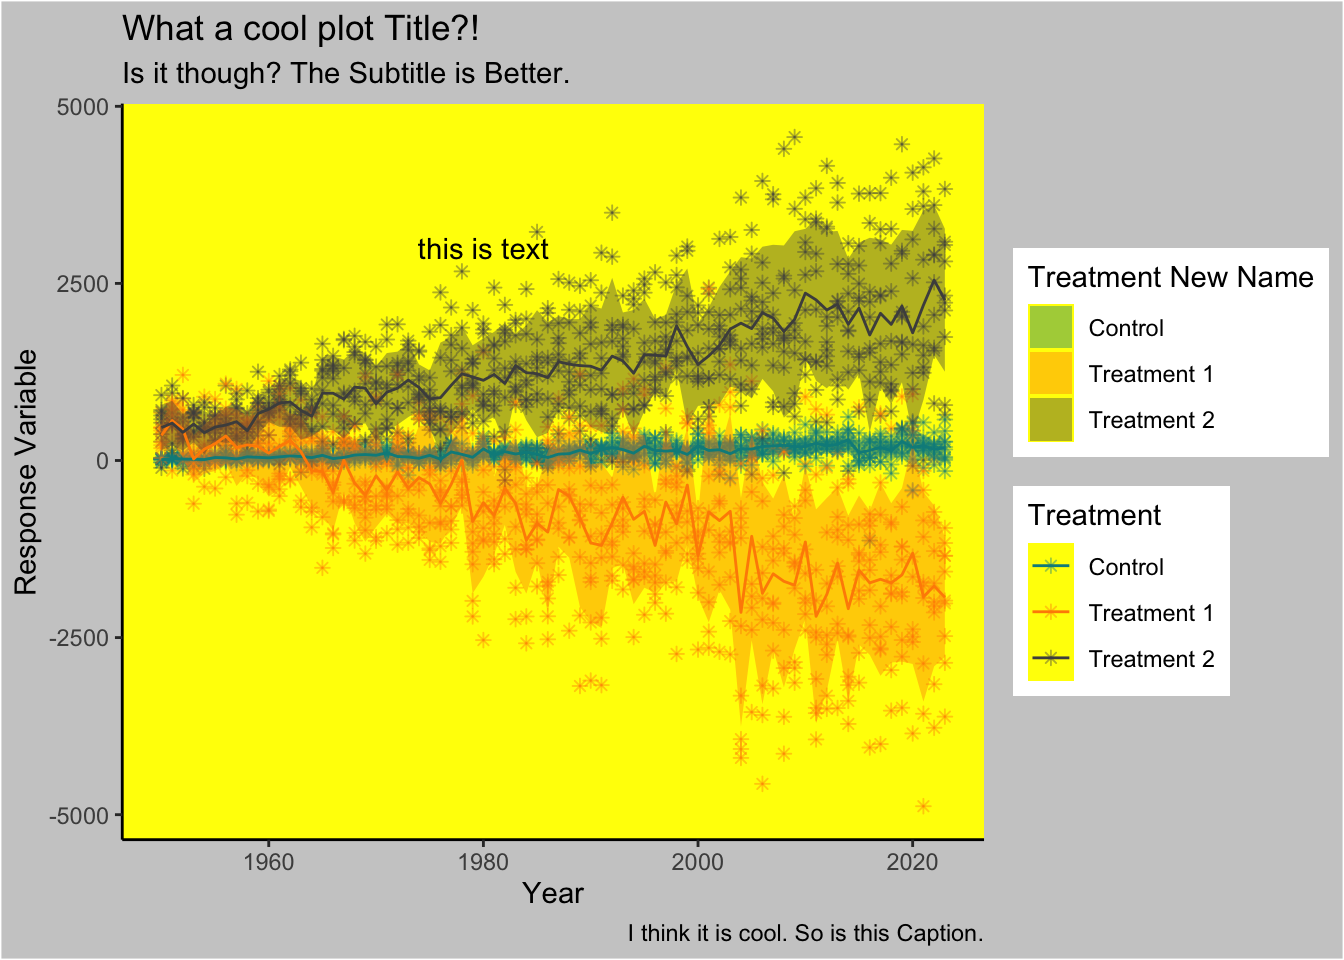 What a cool plot Title?!
Is it though? The Subtitle is Better.
5000
2500
0
-2500
-5000
Response Variable
this is text
1960 1980 2000 2020
Year
I think it is cool. So is this Caption.
Treatment New Name
Control
Treatment 1
Treatment 2
Treatment
Control
Treatment 1
Treatment 2